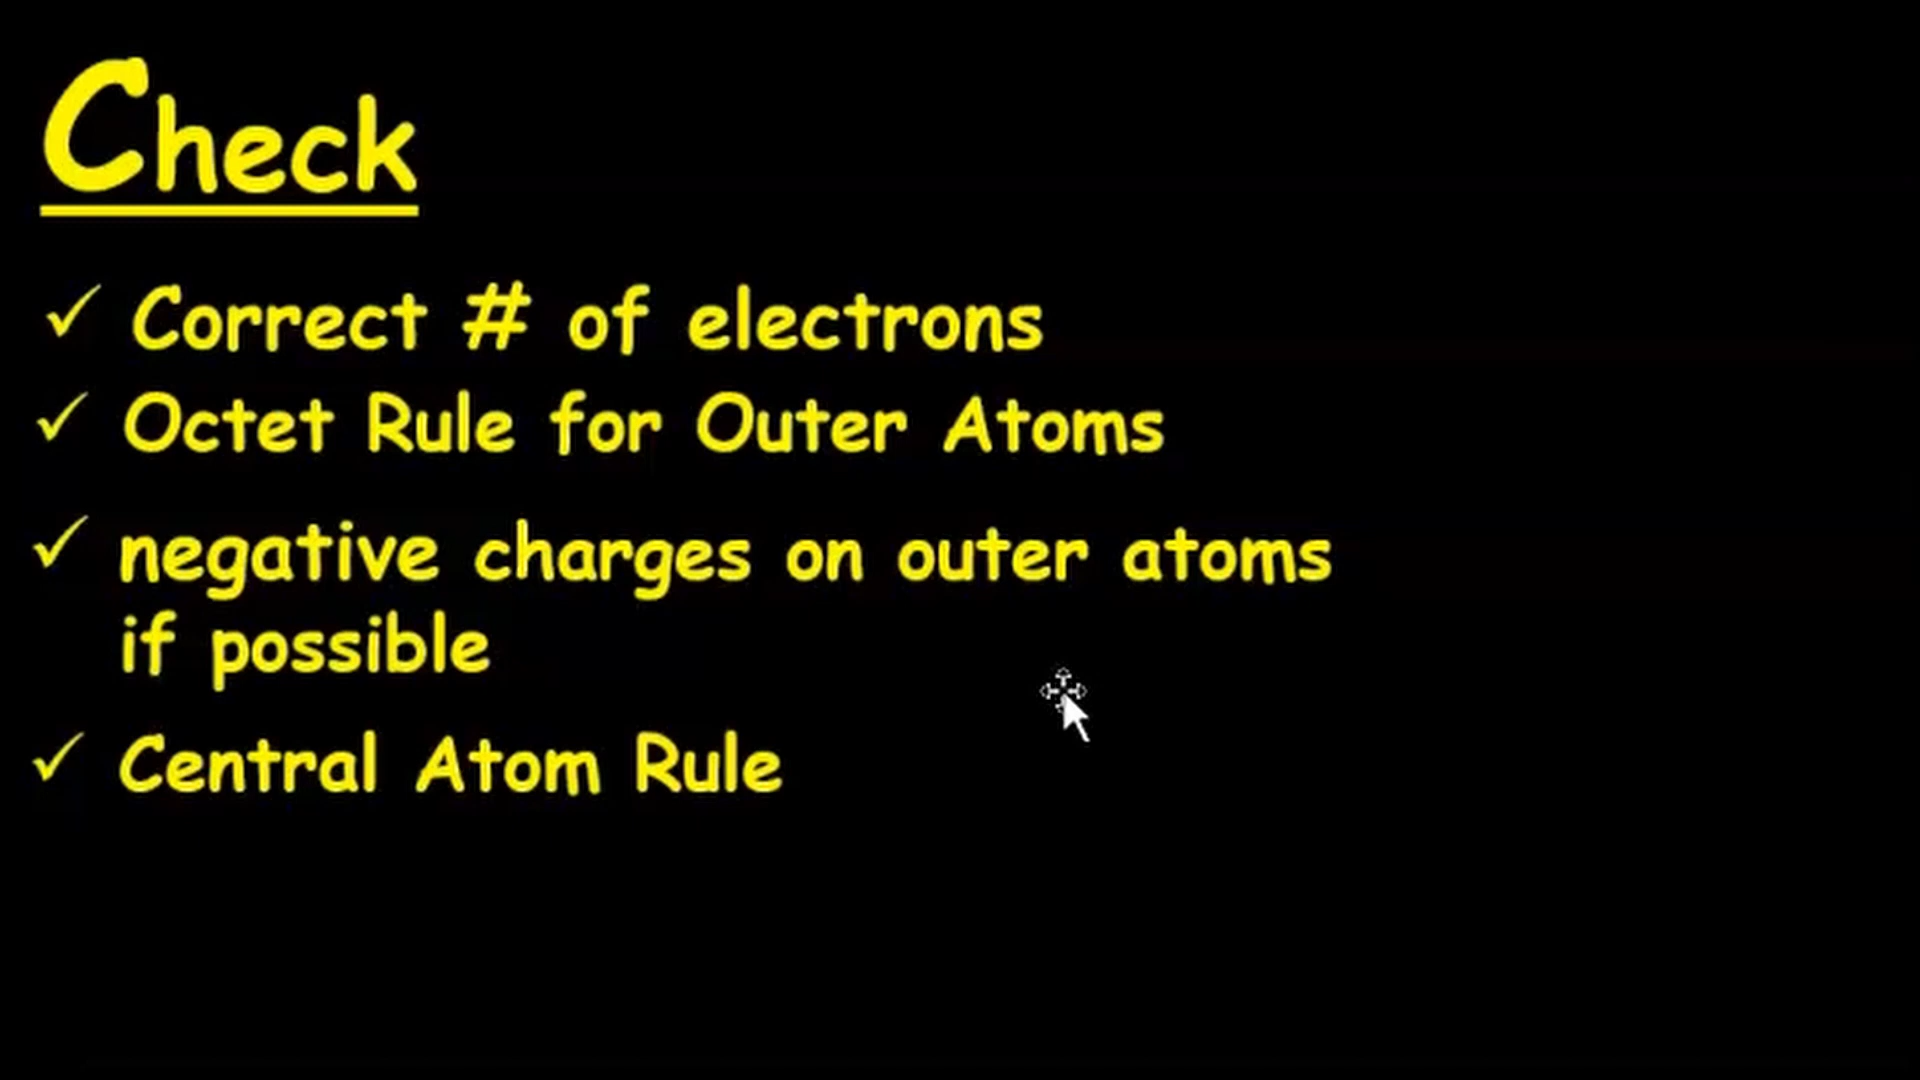 Check
✓ Correct # of electrons
✓ Octet Rule for Outer Atoms
✓ negative charges on outer atoms
if possible
✓ Central Atom Rule